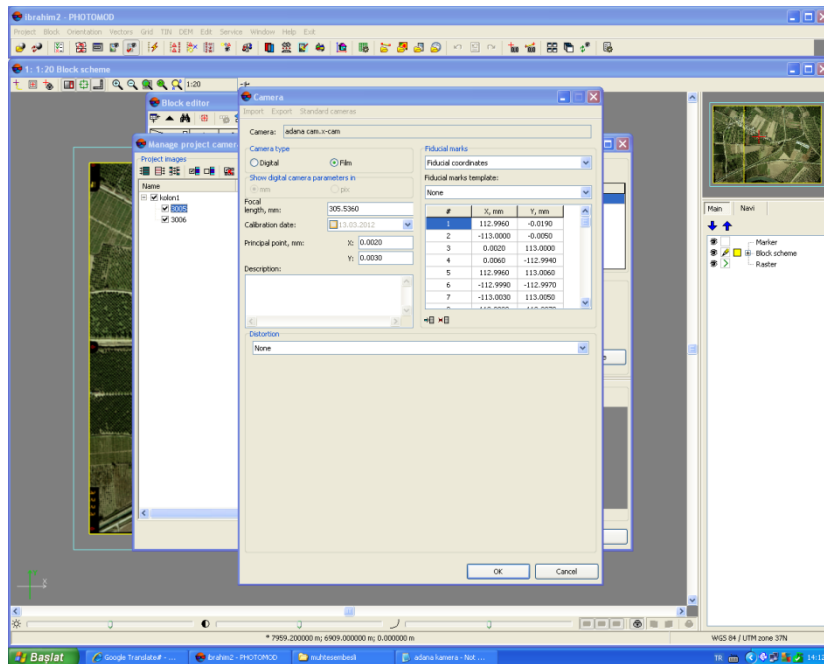 ibrahim2 - PHOTOMOD
Project Block Orientation Vectors Grid TIN DEM Edit Service Window Help Exit
1: 1:20 Block scheme
1:20
Block editor
Manage project camer
Project images
Name
kolon1
3005
3006
Camera
Import Export Standard cameras
Camera: adana cam.x-cam
Camera type
Digital Film
Show digital camera parameters in
mm pix
Focal
length, mm: 305.5360
Calibration date: 13.03.2012
Principal point, mm: X: 0.0020
Y: 0.0030
Description:
Fiducial marks
Fiducial coordinates
Fiducial marks template:
None
# X, mm Y, mm
1 112.9960 -0.0190
2 -113.0000 -0.0050
3 0.0020 113.0000
4 0.0060 -112.9940
5 112.9960 113.0060
6 -112.9990 -112.9970
7 -113.0030 113.0050
Distortion
None
OK Cancel
Main Navi
Marker
Block scheme
Raster
* 7959.200000 m; 6909.000000 m; 0.000000 m
WGS 84 / UTM zone 37N
Başlat
Google Translate# - ...
ibrahim2 - PHOTOMOD
muhtesembesli
adana kamera - Not ...
TR
14:12